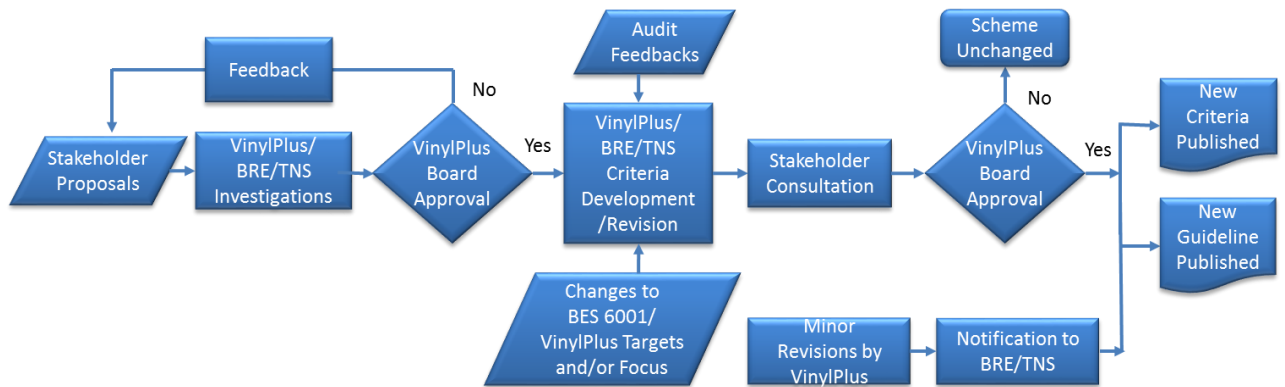 Feedback
No
Stakeholder
Proposals
VinylPlus/
BRE/TNS
Investigations
VinylPlus
Board
Approval
Yes
Audit
Feedbacks
VinylPlus/
BRE/TNS
Criteria
Development
/Revision
Changes to
BES 6001/
VinylPlus Targets
and/or Focus
Stakeholder
Consultation
Scheme
Unchanged
No
VinylPlus
Board
Approval
Yes
New
Criteria
Published
New
Guideline
Published
Minor
Revisions by
VinylPlus
Notification to
BRE/TNS